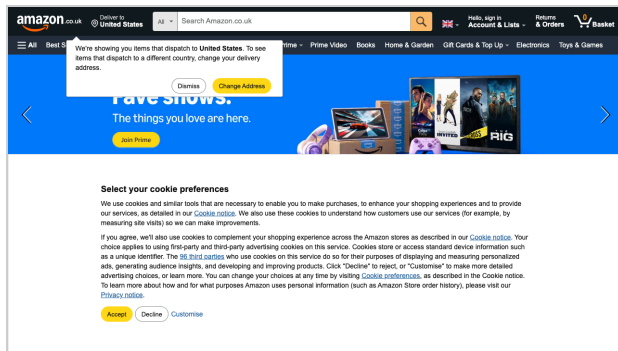 amazon.co.uk
Deliver to
United States
All
Search Amazon.co.uk
Hello, sign in
Account & Lists
Returns
& Orders
0
Basket
All
Best S
rime
Prime Video
Books
Home & Garden
Gift Cards & Top Up
Electronics
Toys & Games
We're showing you items that dispatch to United States. To see
items that dispatch to a different country, change your delivery
address.
Dismiss
Change Address
Fave shows.
The things you love are here.
Join Prime
INVITED
RIG
Select your cookie preferences
We use cookies and similar tools that are necessary to enable you to make purchases, to enhance your shopping experiences and to provide
our services, as detailed in our Cookie notice. We also use these cookies to understand how customers use our services (for example, by
measuring site visits) so we can make improvements.
If you agree, we'll also use cookies to complement your shopping experience across the Amazon stores as described in our Cookie notice. Your
choice applies to using first-party and third-party advertising cookies on this service. Cookies store or access standard device information such
as a unique identifier. The 96 third parties who use cookies on this service do so for their purposes of displaying and measuring personalized
ads, generating audience insights, and developing and improving products. Click "Decline" to reject, or "Customise" to make more detailed
advertising choices, or learn more. You can change your choices at any time by visiting Cookie preferences, as described in the Cookie notice.
To learn more about how and for what purposes Amazon uses personal information (such as Amazon Store order history), please visit our
Privacy notice.
Accept
Decline
Customise